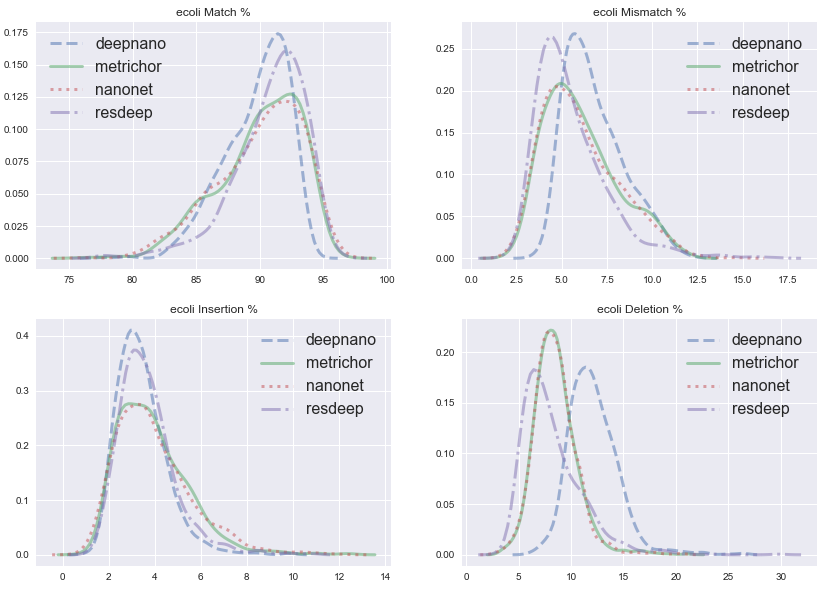 ecoli Match %
0.175
0.150
0.125
0.100
0.075
0.050
0.025
0.000
75 80 85 90 95 100
deepnano
metrichor
nanonet
resdeep
ecoli Mismatch %
0.25
0.20
0.15
0.10
0.05
0.00
0.0 2.5 5.0 7.5 10.0 12.5 15.0 17.5
deepnano
metrichor
nanonet
resdeep
ecoli Insertion %
0.4
0.3
0.2
0.1
0.0
0 2 4 6 8 10 12 14
deepnano
metrichor
nanonet
resdeep
ecoli Deletion %
0.20
0.15
0.10
0.05
0.00
0 5 10 15 20 25 30
deepnano
metrichor
nanonet
resdeep